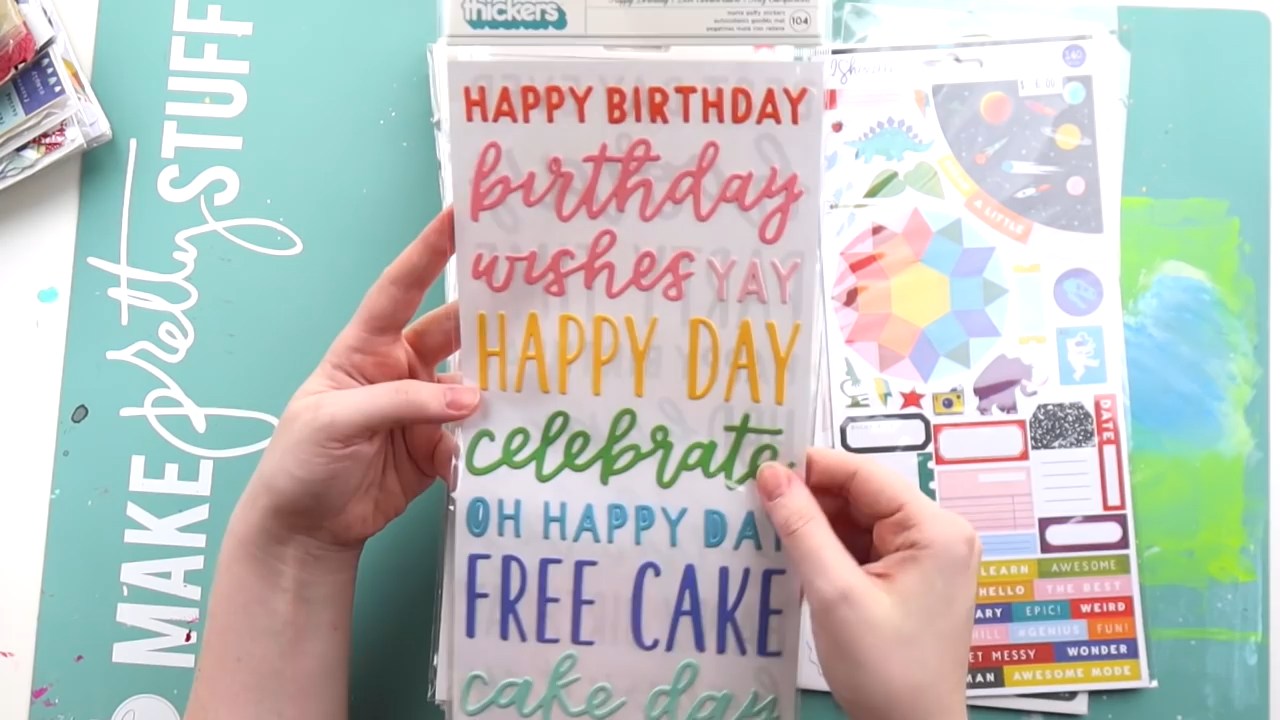 MAKE pretty STUFF
thickers
104
HAPPY BIRTHDAY
birthday
wishes YAY
HAPPY DAY
celebrate
OH HAPPY DAY
FREE CAKE
cake day
140
A LITTLE
DATE
LEARN AWESOME
HELLO THE BEST
EPIC! WEIRD
#GENIUS FUN!
MESSY WONDER
AWESOME MODE